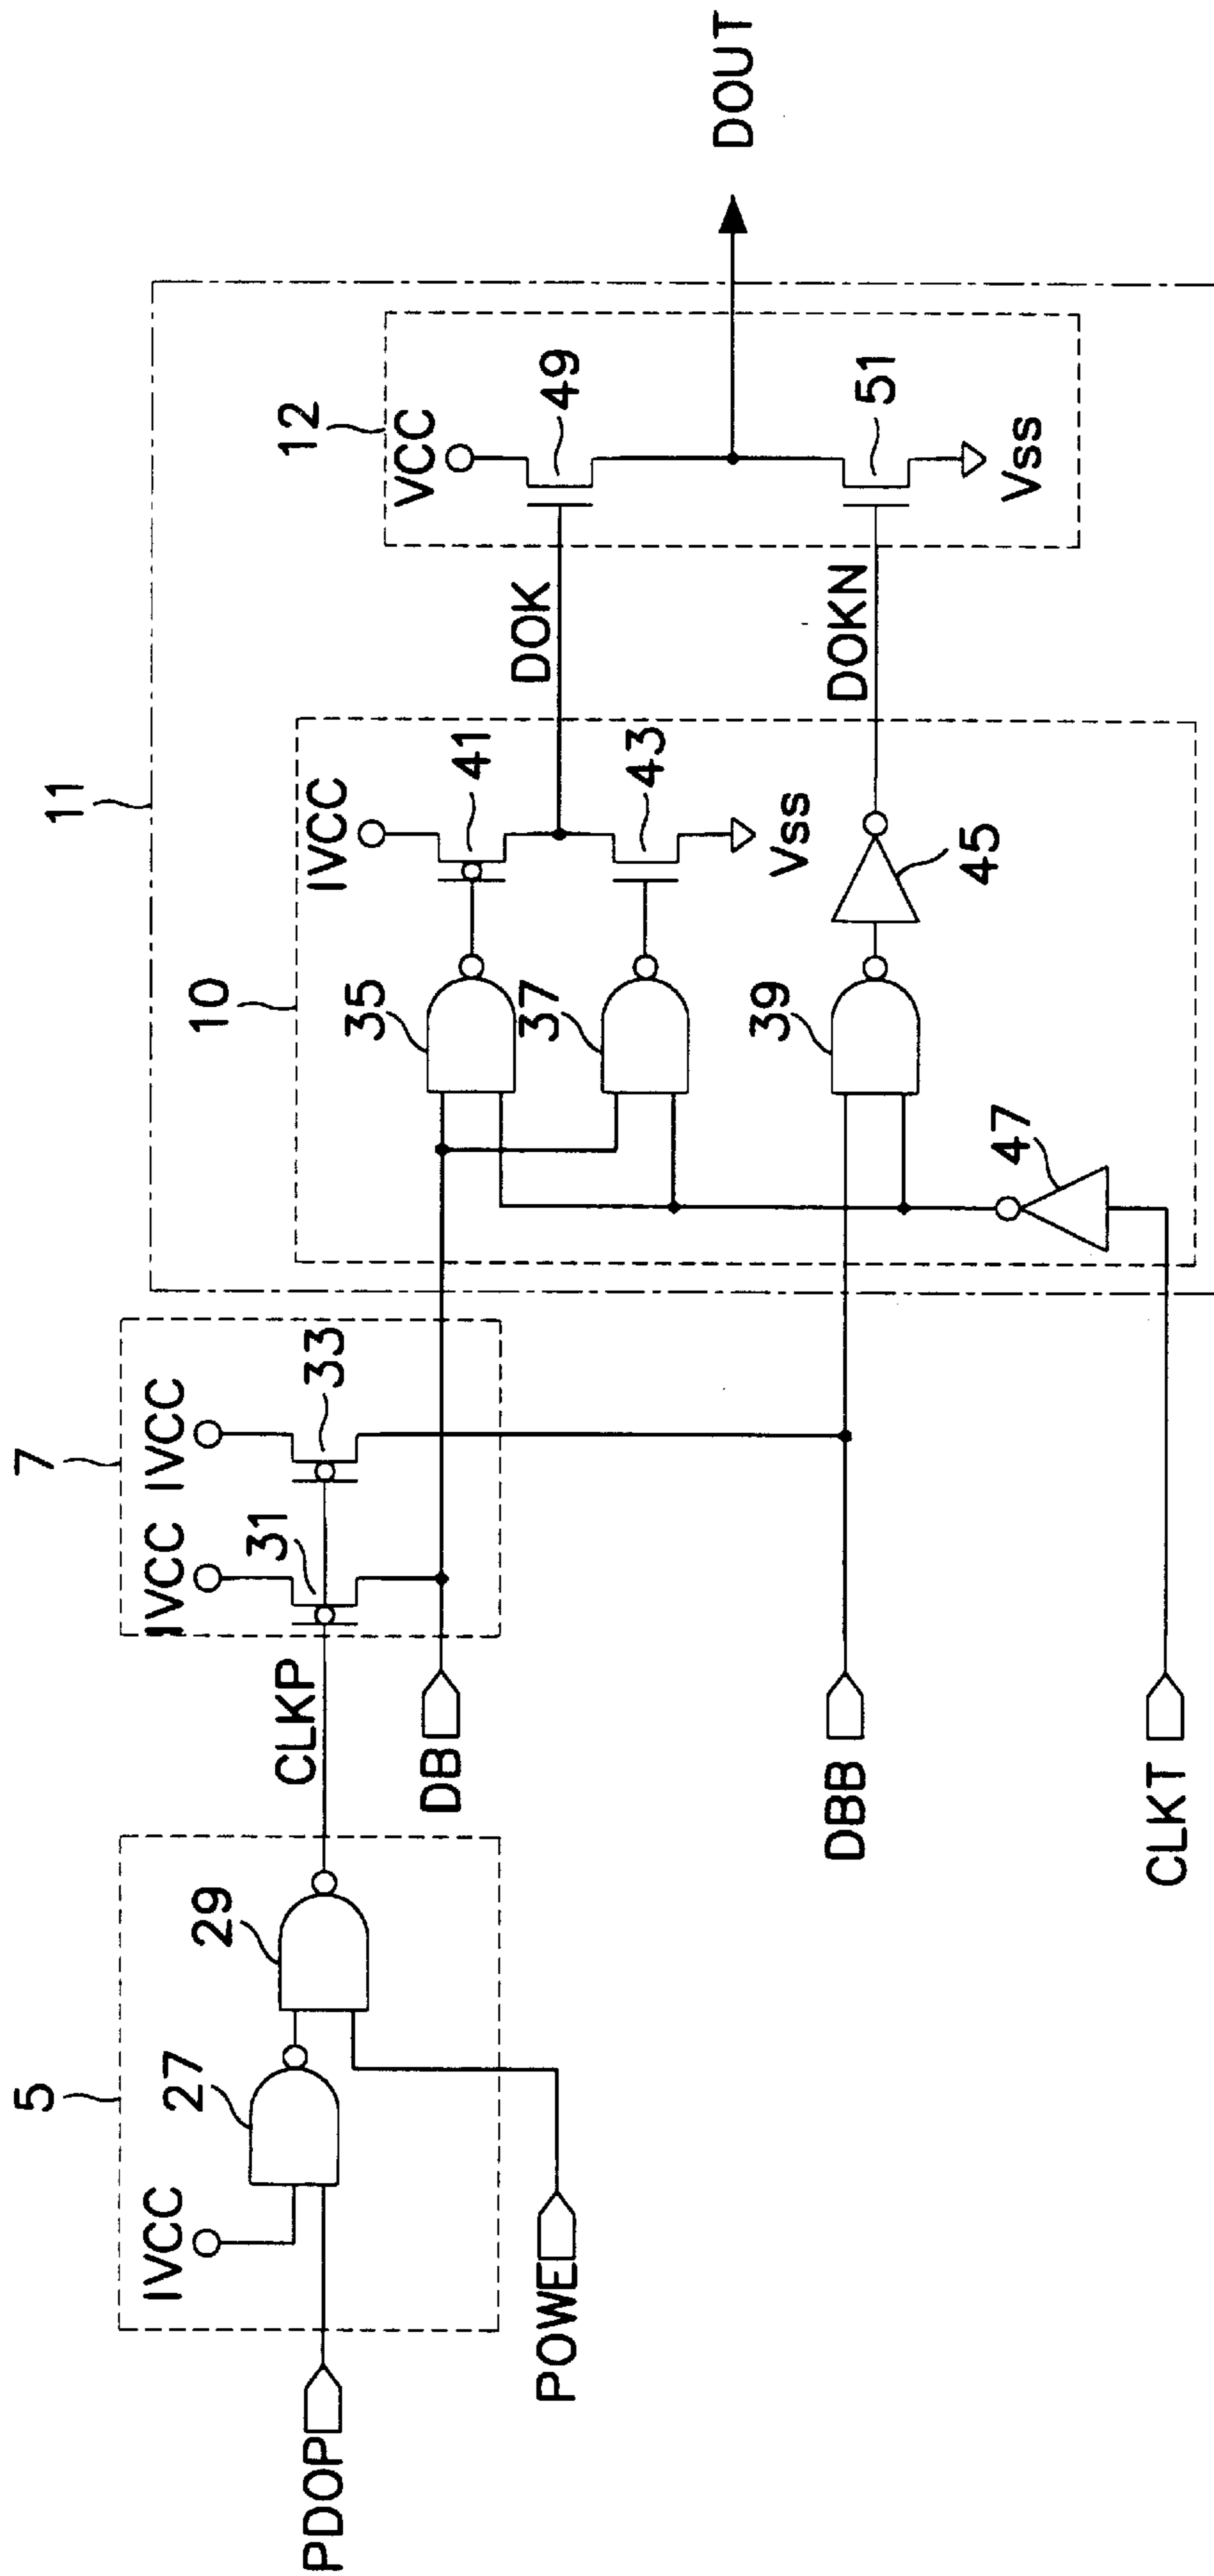 11
12
VCC
10
IVCC
41
DOK
49
DOUT
7
IVCC IVCC
33
35
43
31
37
Vss
51
5
29
CLKP
39
45
DOKN
Vss
27
IVCC
DB
47
PDOP
POWE
DBB
CLKT